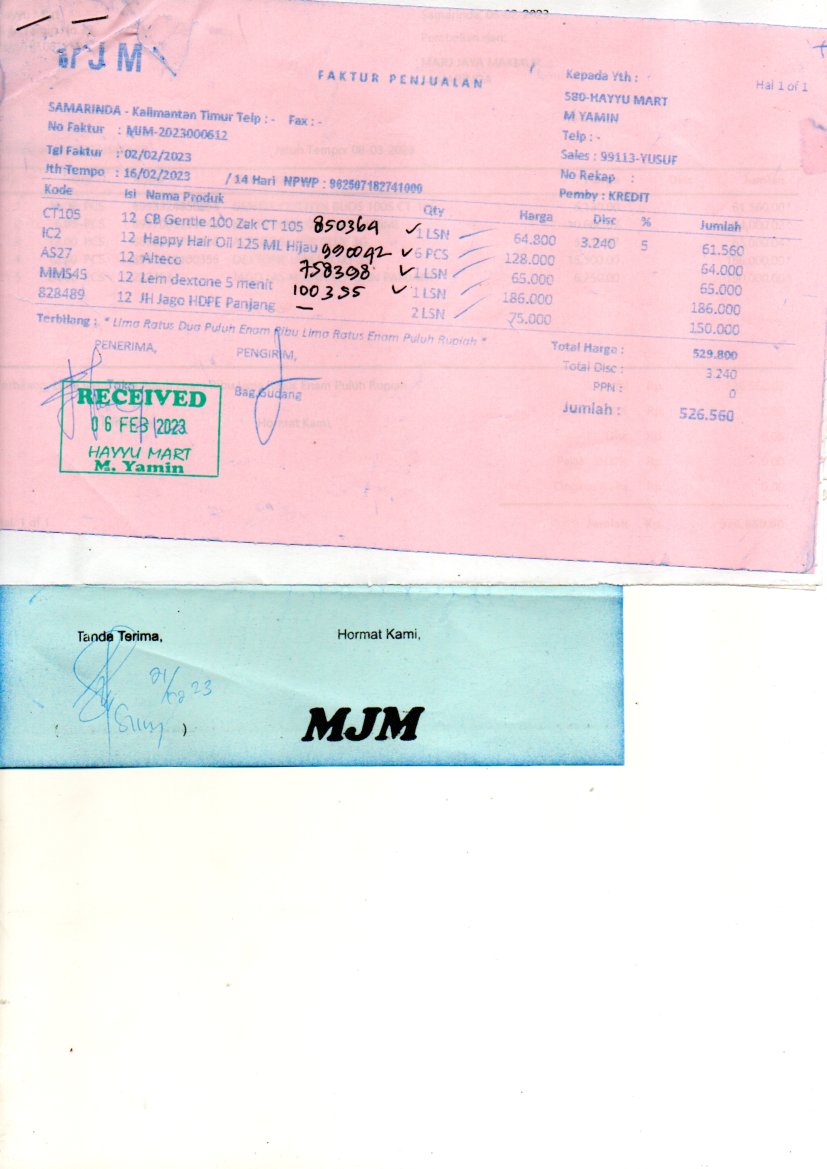 MJM
FAKTUR PENJUALAN
Kepada Yth :
Hal 1 of 1
580-HAYYU MART
M YAMIN
Telp : -
Sales : 99113-YUSUF
No Rekap :
Pemby : KREDIT
SAMARINDA - Kalimantan Timur Telp : - Fax : -
No Faktur : MJM-2023000612
Tgl Faktur : 02/02/2023
Jth Tempo : 16/02/2023 / 14 Hari NPWP : 962507182741000
Kode Isi Nama Produk Qty Harga Disc % Jumlah
CT105 12 CB Gentle 100 Zak CT 105 850364 ✓ 1 LSN 64.800 3.240 5 61.560
IC2 12 Happy Hair Oil 125 ML Hijau 990042 ✓ 6 PCS 128.000 64.000
AS27 12 Alteco 758398 ✓ 1 LSN 65.000 65.000
MM545 12 Lem dextone 5 menit 100355 ✓ 1 LSN 186.000 186.000
828489 12 JH Jago HDPE Panjang — 2 LSN 75.000 150.000
Terbilang : * Lima Ratus Dua Puluh Enam Ribu Lima Ratus Enam Puluh Rupiah *
Total Harga : 529.800
Total Disc : 3.240
PPN : 0
Jumlah : 526.560
PENERIMA, PENGIRIM,
Toko Bag.Gudang
RECEIVED
06 FEB 2023
HAYYU MART
M. Yamin
Tanda Terima, Hormat Kami,
( )
MJM